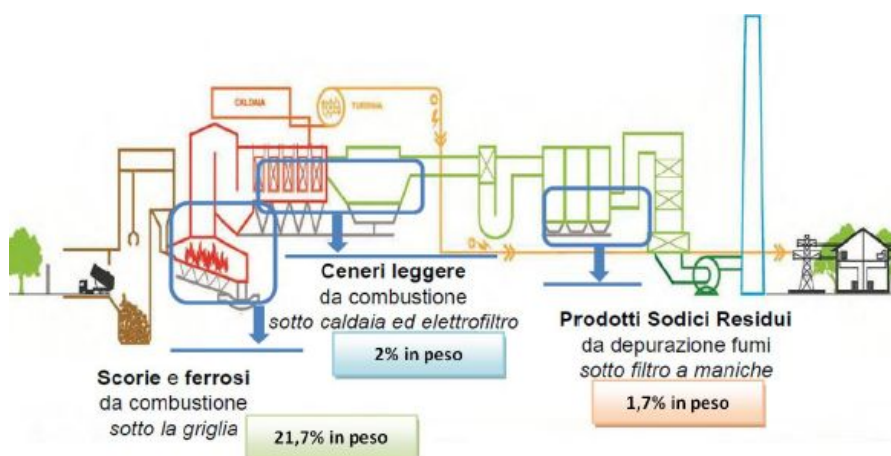 CALDAIA
TURBINA
Ceneri leggere
da combustione
sotto caldaia ed elettrofiltro
2% in peso
Prodotti Sodici Residui
da depurazione fumi
sotto filtro a maniche
1,7% in peso
Scorie e ferrosi
da combustione
sotto la griglia
21,7% in peso